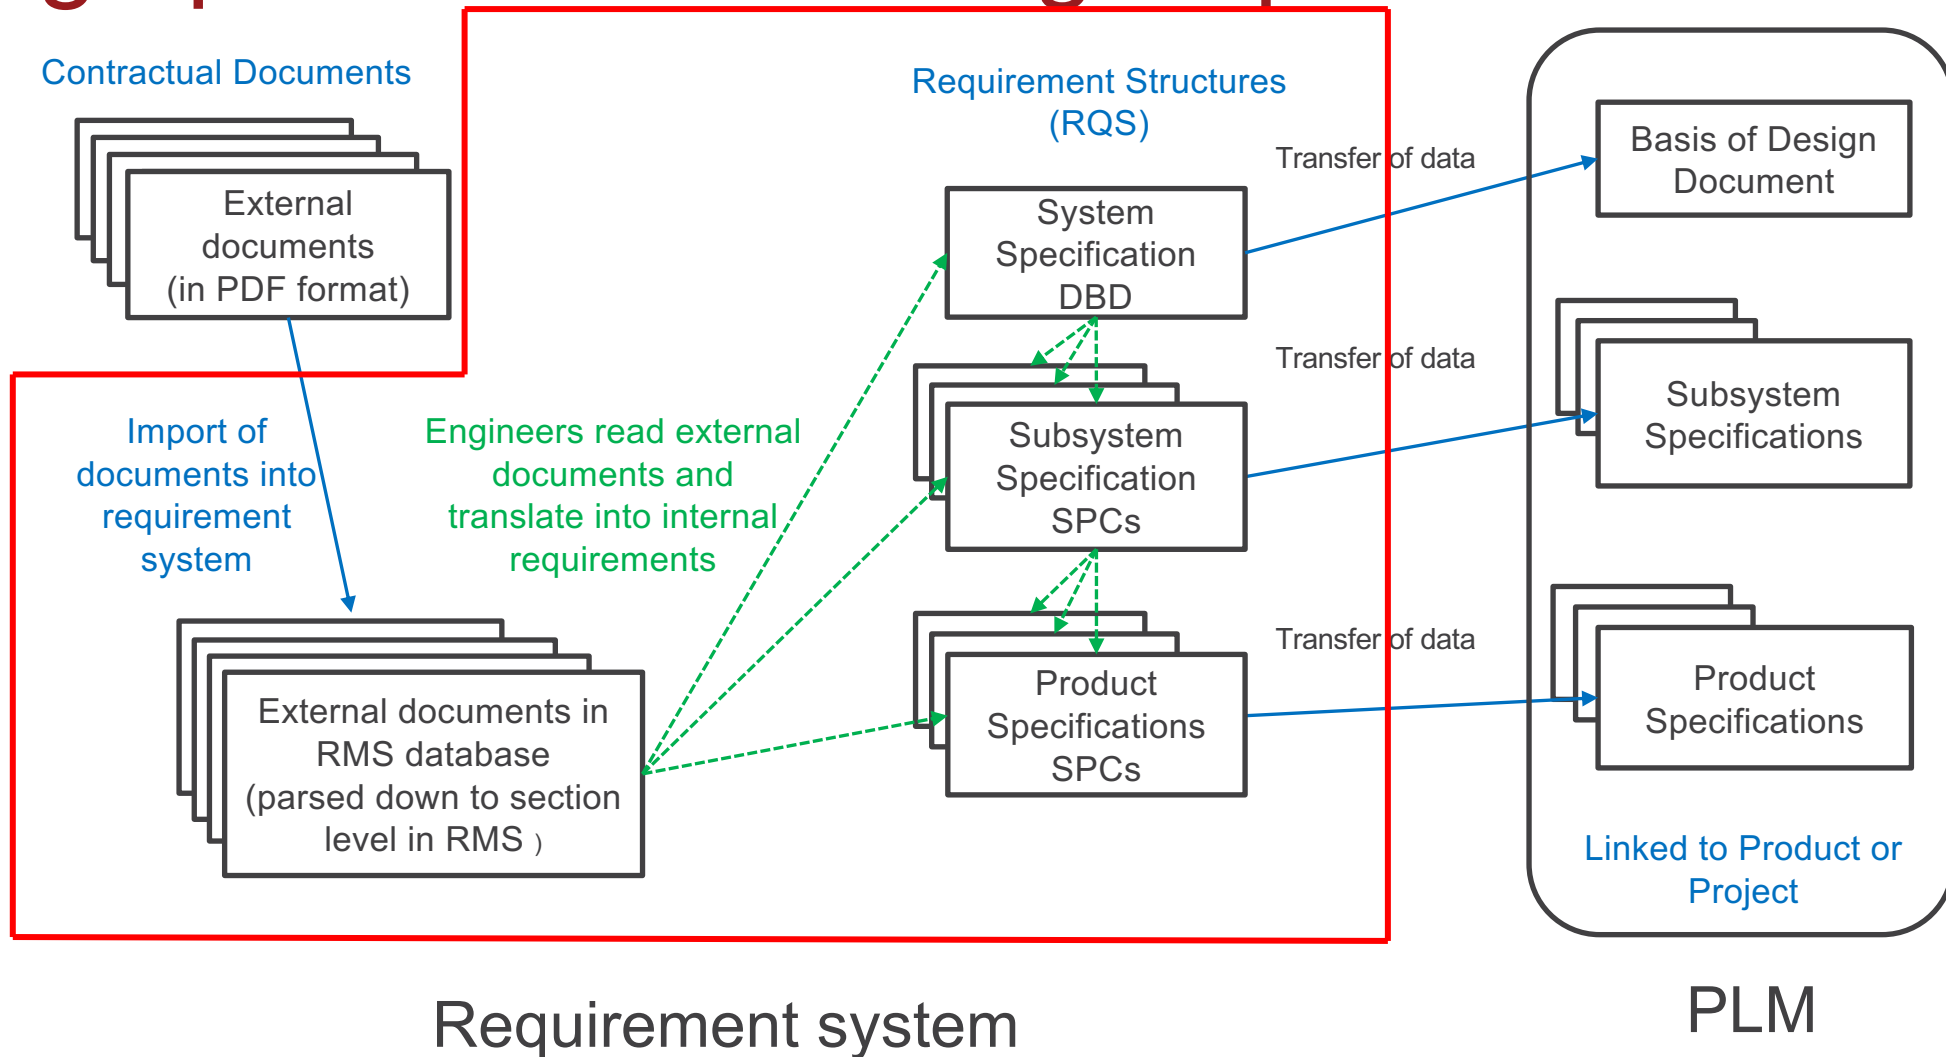 Contractual Documents
External
documents
(in PDF format)
Import of
documents into
requirement
system
Engineers read external
documents and
translate into internal
requirements
External documents in
RMS database
(parsed down to section
level in RMS )
Requirement Structures
(RQS)
System
Specification
DBD
Subsystem
Specification
SPCs
Product
Specifications
SPCs
Transfer of data
Transfer of data
Transfer of data
Basis of Design
Document
Subsystem
Specifications
Product
Specifications
Linked to Product or
Project
Requirement system
PLM